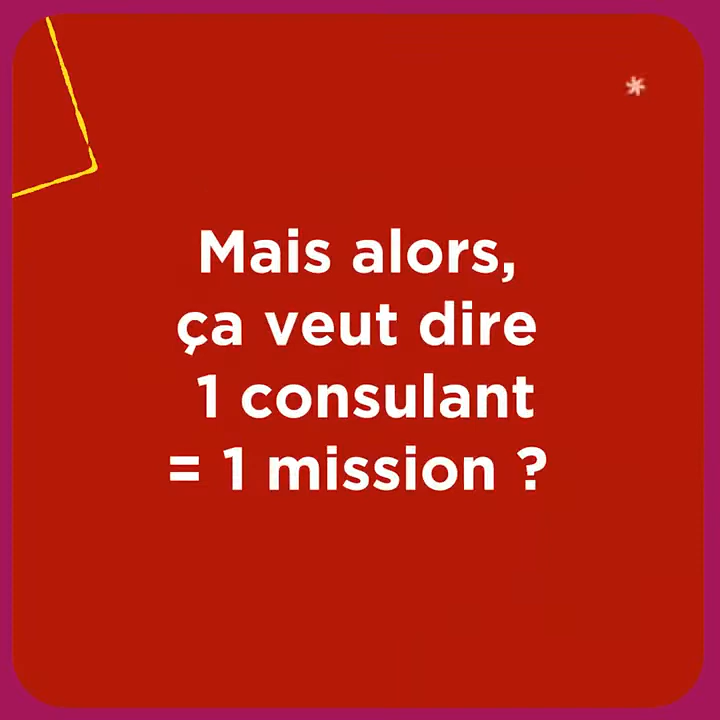 *
Mais alors,
ça veut dire
1 consulant
= 1 mission ?